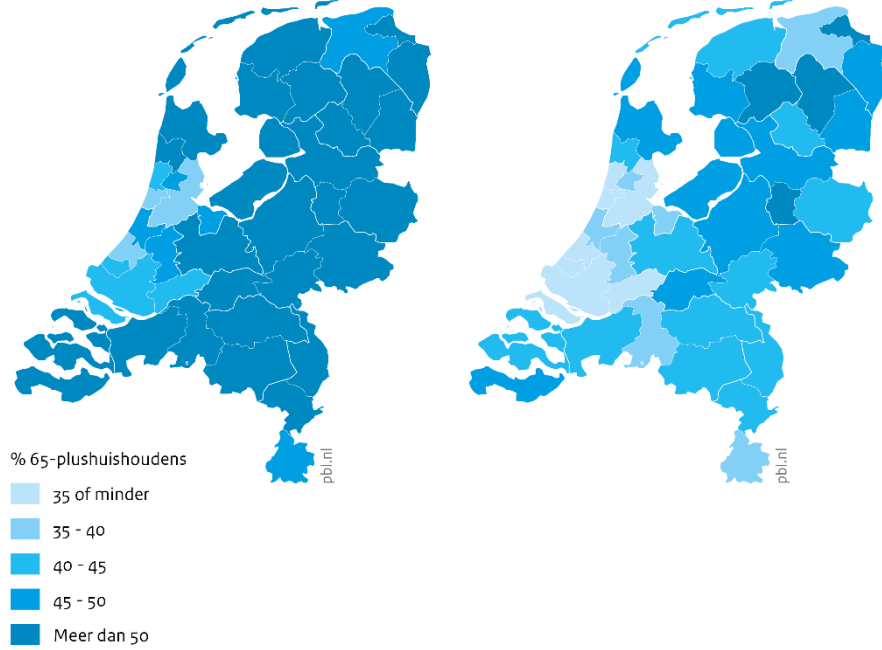 % 65-plushuishoudens
35 of minder
35 - 40
40 - 45
45 - 50
Meer dan 50
pbl.nl
pbl.nl